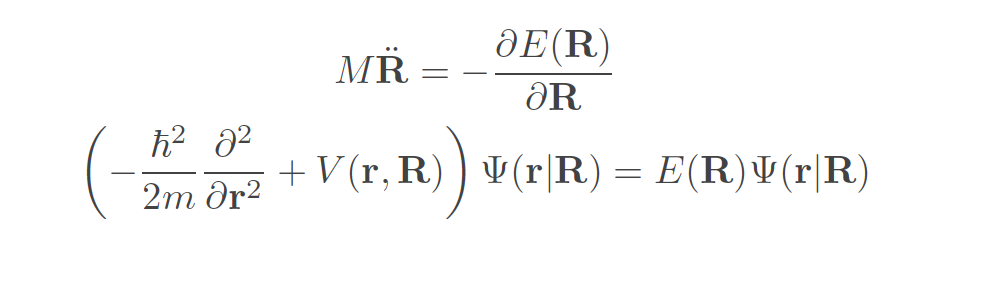 $M\ddot{\mathbf{R}} = -\frac{\partial E(\mathbf{R})}{\partial \mathbf{R}}$
$\left(-\frac{\hbar^2}{2m}\frac{\partial^2}{\partial \mathbf{r}^2} + V(\mathbf{r},\mathbf{R})\right)\Psi(\mathbf{r}|\mathbf{R}) = E(\mathbf{R})\Psi(\mathbf{r}|\mathbf{R})$